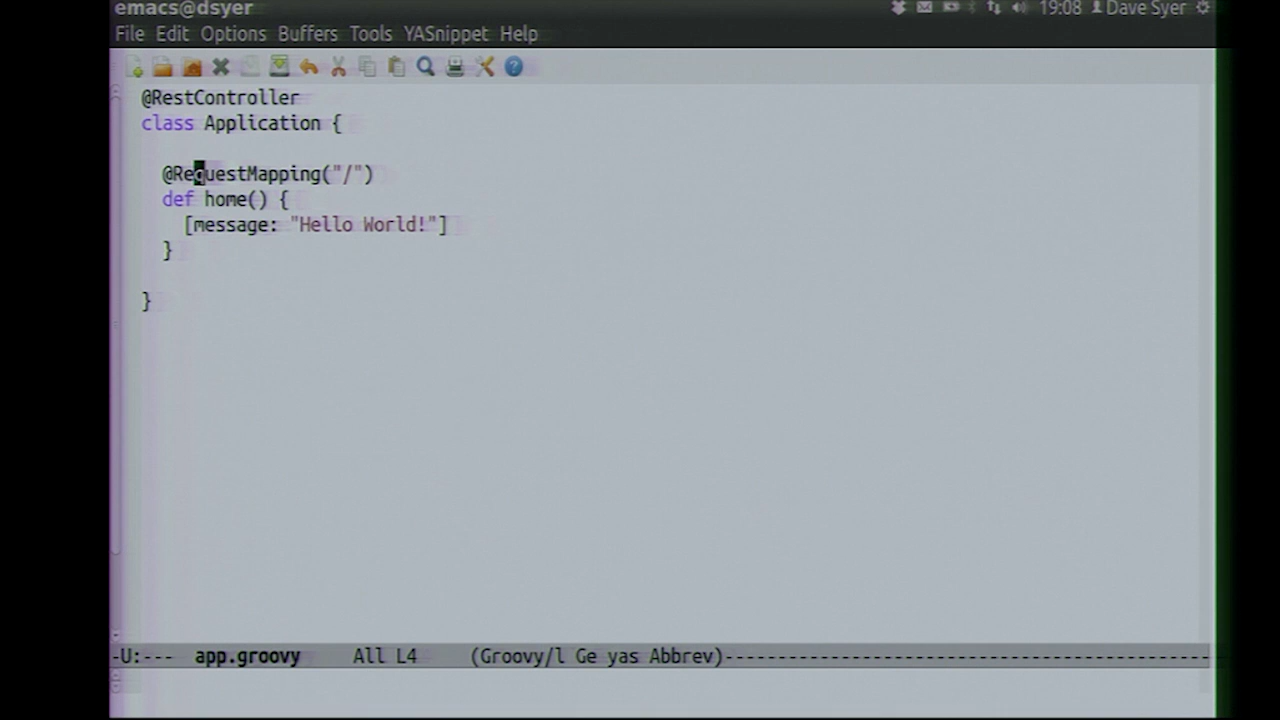 emacs@dsyer 19:08 Dave Syer
File Edit Options Buffers Tools YASnippet Help
@RestController
class Application {
@RequestMapping("/")
def home() {
[message: "Hello World!"]
}
}
-U:--- app.groovy All L4 (Groovy/l Ge yas Abbrev)------------------------------------------------